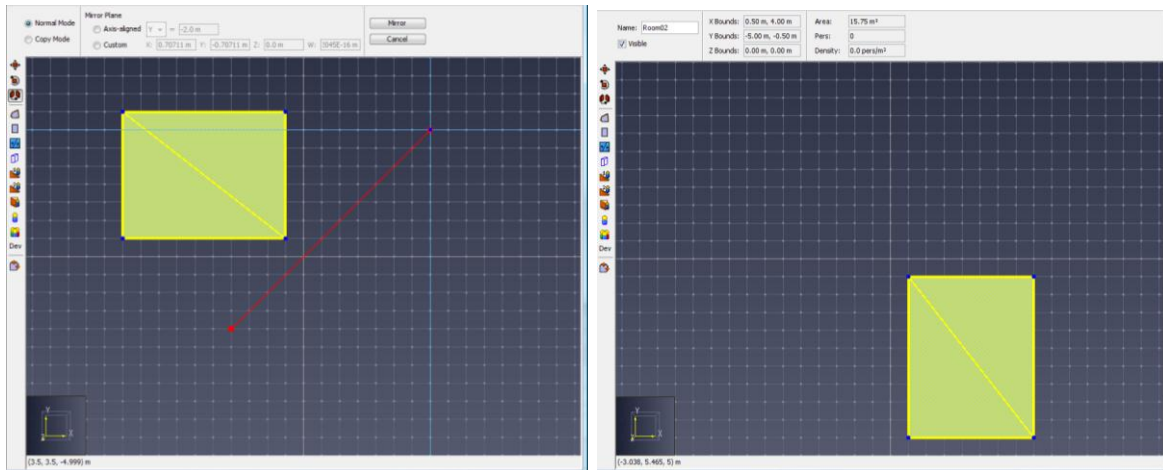 Normal Mode
Copy Mode
Mirror Plane
Axis-aligned Y = -2.0 m
Custom X: 0.70711 m Y: -0.70711 m Z: 0.0 m W: 7045E-16 m
Mirror
Cancel
Dev
Y
X
Z
(3.5, 3.5, -4.999) m
Name: Room02
Visible
X Bounds: 0.50 m, 4.00 m
Y Bounds: -5.00 m, -0.50 m
Z Bounds: 0.00 m, 0.00 m
Area: 15.75 m²
Pers: 0
Density: 0.0 pers/m²
Dev
Y
X
Z
(-3.038, 5.465, 5) m